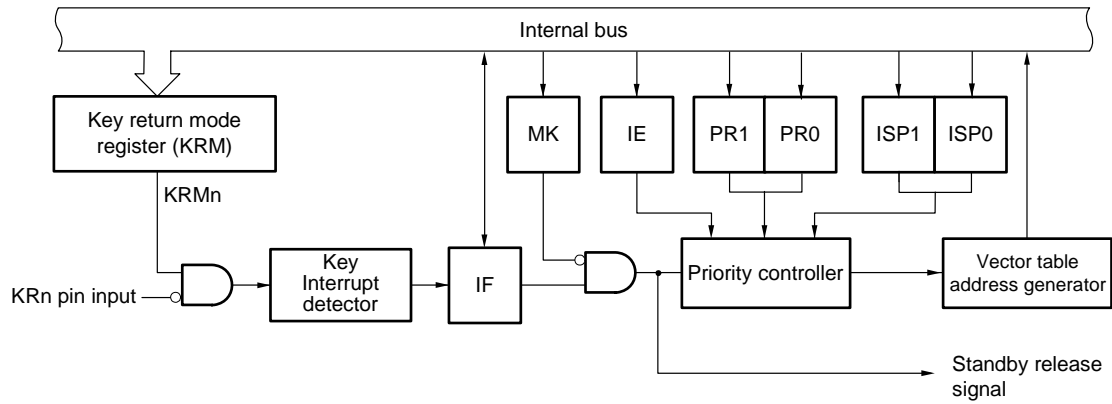 Internal bus
Key return mode
register (KRM)
MK
IE
PR1
PR0
ISP1
ISP0
KRMn
Key
Interrupt
detector
IF
Priority controller
Vector table
address generator
KRn pin input
Standby release
signal